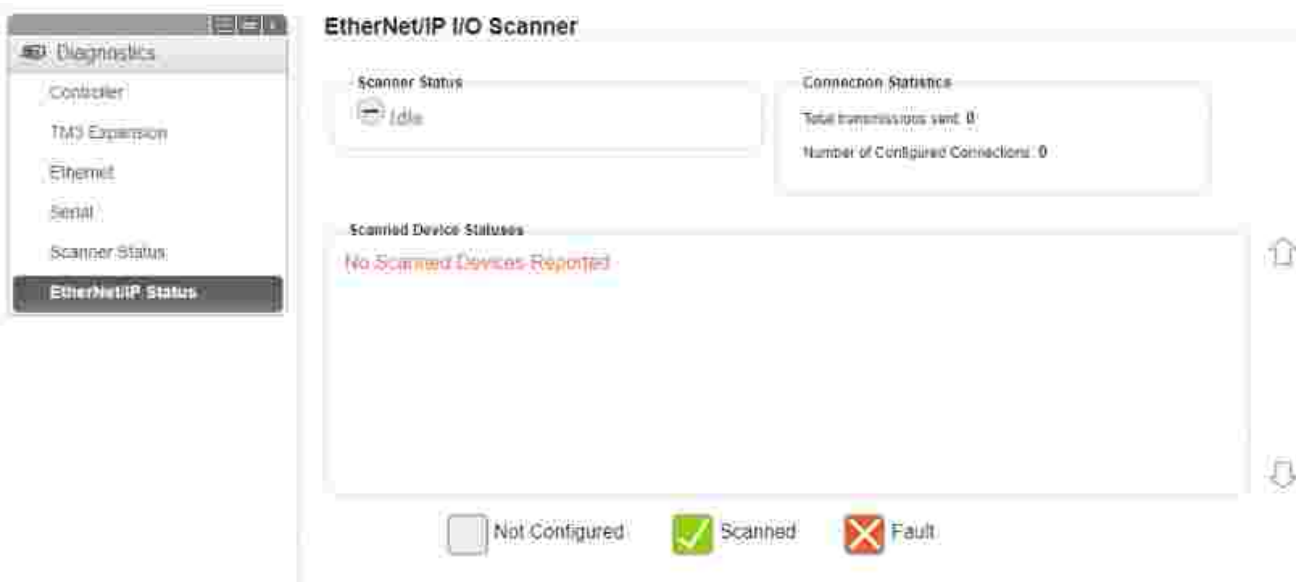 EtherNet/IP I/O Scanner
Diagnostics
Controller
TM3 Expansion
Ethernet
Serial
Scanner Status
EtherNet/IP Status
Scanner Status
Idle
Connection Statistics
Total transmissions sent: 0
Number of Configured Connections: 0
Scanned Device Statuses
No Scanned Devices Reported
Not Configured
Scanned
Fault